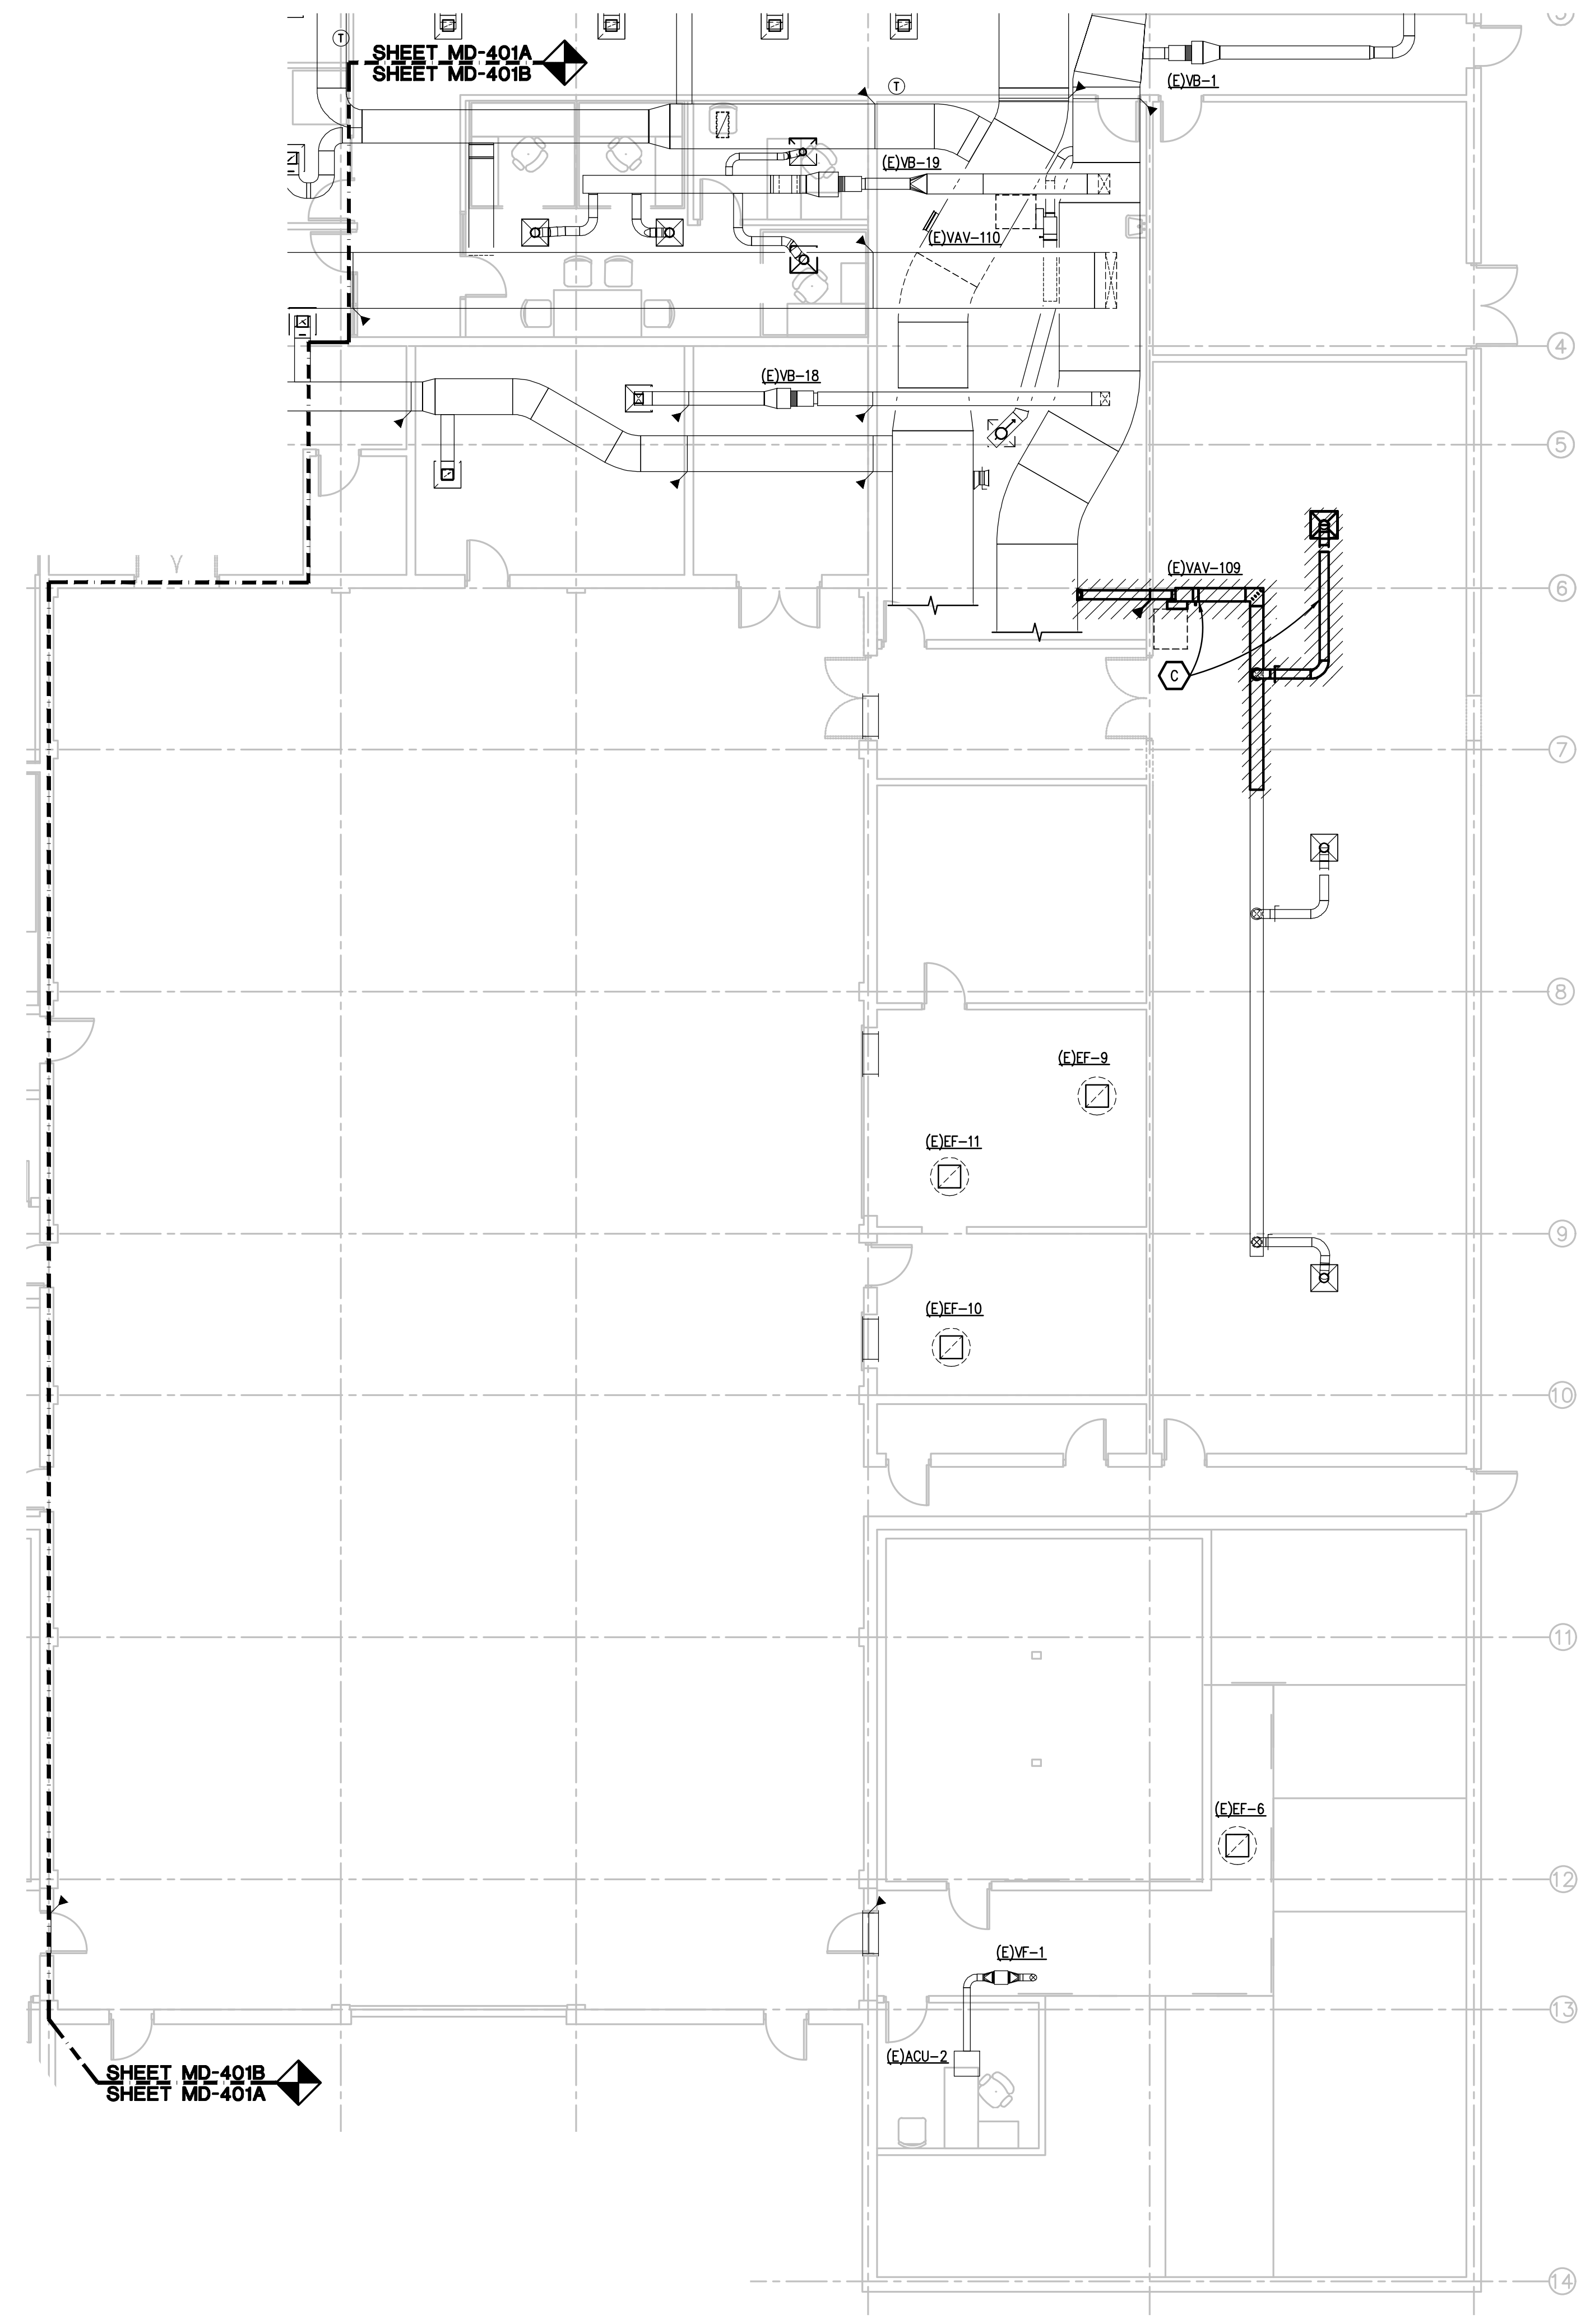 3
T
SHEET MD-401A
SHEET MD-401B
(E)VB-1
T
(E)VB-19
(E)VAV-110
4
(E)VB-18
5
(E)VAV-109
6
C
7
8
(E)EF-9
(E)EF-11
9
(E)EF-10
10
11
(E)EF-6
12
(E)VF-1
13
(E)ACU-2
SHEET MD-401B
SHEET MD-401A
14